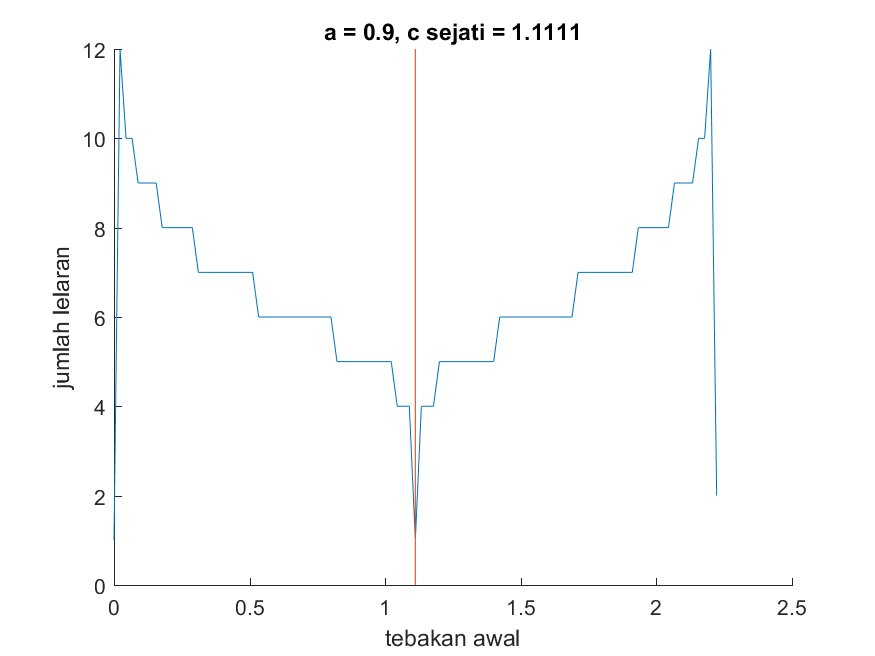 a = 0.9, c sejati = 1.1111
12
10
8
6
4
2
0
jumlah lelaran
0 0.5 1 1.5 2 2.5
tebakan awal